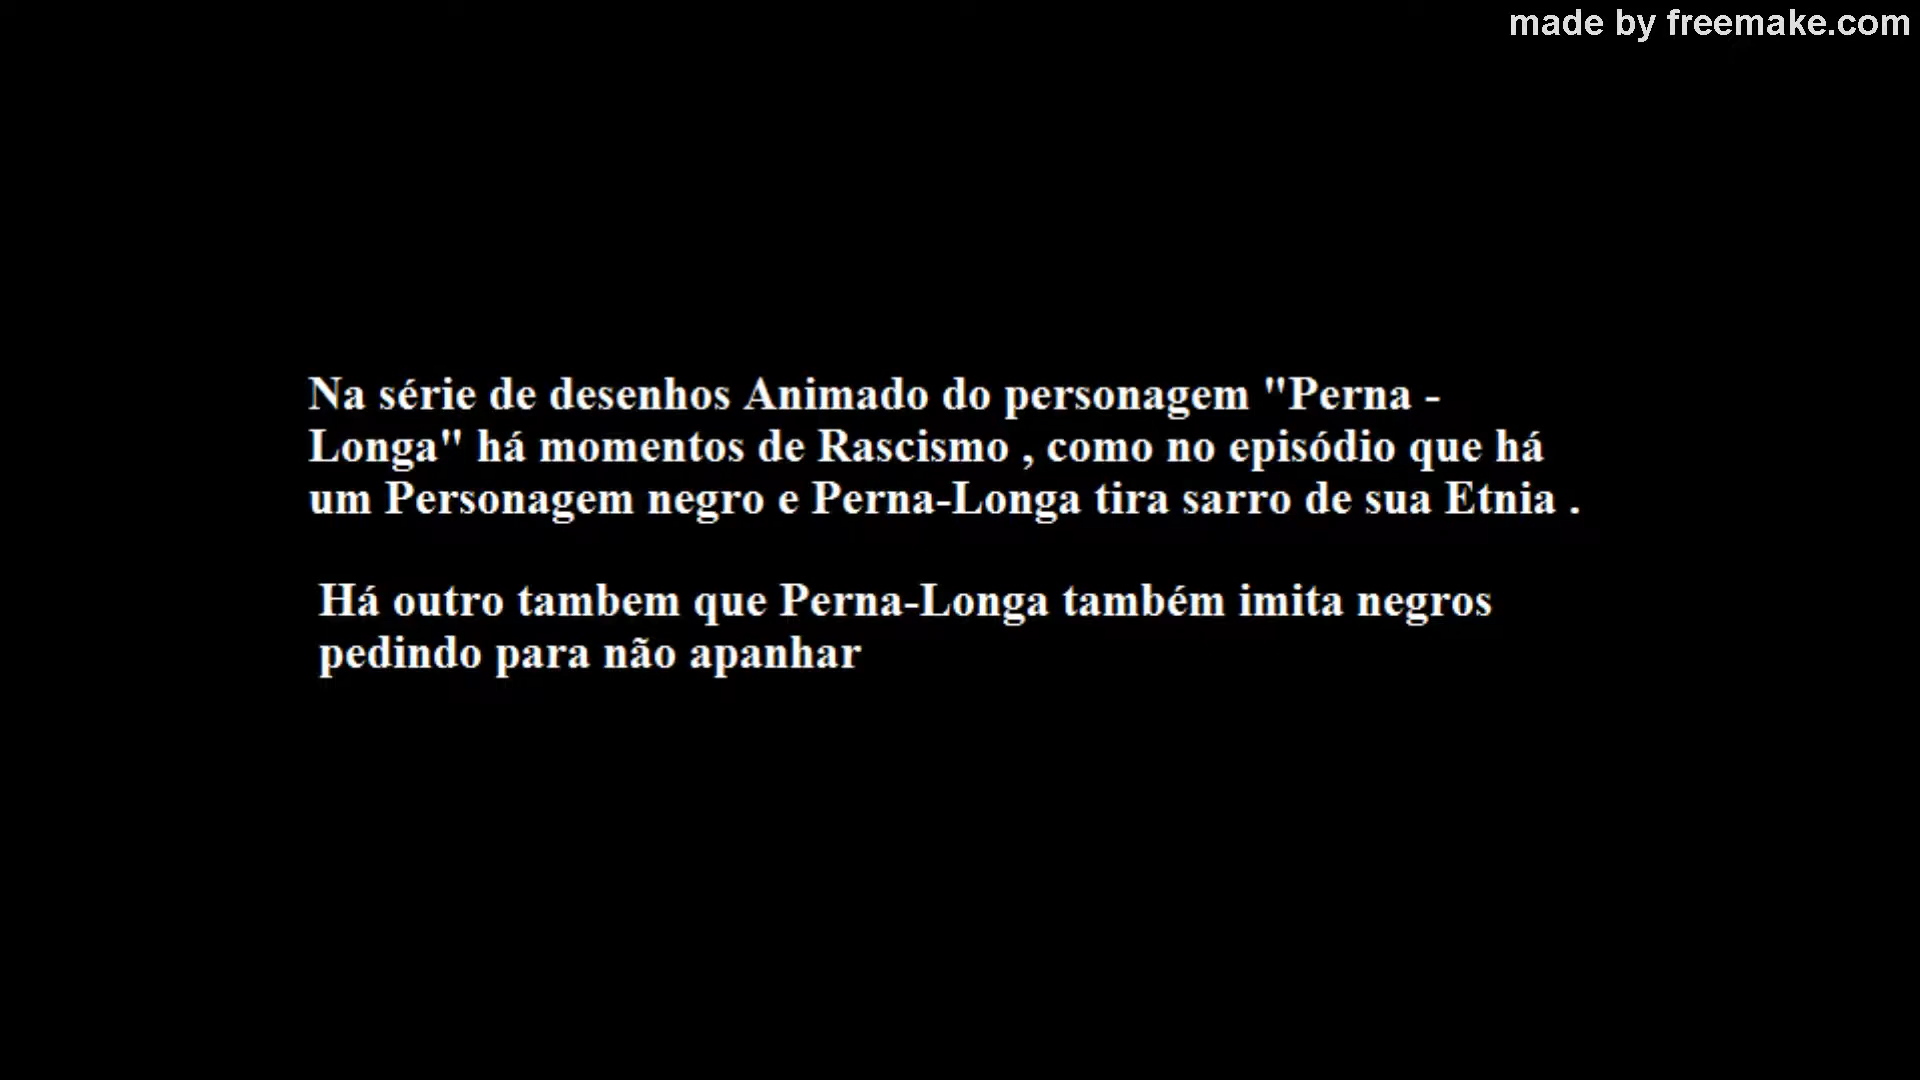 made by freemake.com
Na série de desenhos Animado do personagem "Perna -
Longa" há momentos de Rascismo , como no episódio que há
um Personagem negro e Perna-Longa tira sarro de sua Etnia .
Há outro tambem que Perna-Longa também imita negros
pedindo para não apanhar